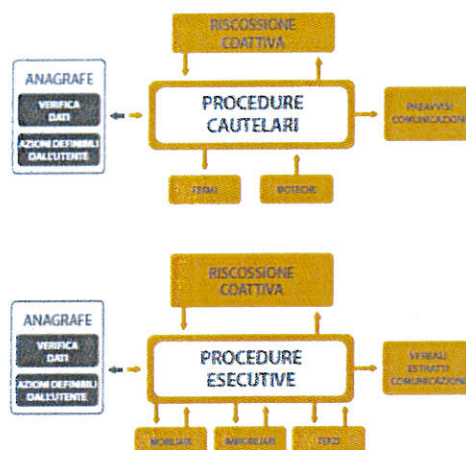 RISCOSSIONE
COATTIVA
ANAGRAFE
VERIFICA
DATI
AZIONI DEFINIBILI
DALL'UTENTE
PROCEDURE
CAUTELARI
PREAVVISI
COMUNICAZIONI
FERMI
IPOTECHE
RISCOSSIONE
COATTIVA
ANAGRAFE
VERIFICA
DATI
AZIONI DEFINIBILI
DALL'UTENTE
PROCEDURE
ESECUTIVE
VERBALI
ESTRATTI
COMUNICAZIONI
MOBILIARI
IMMOBILIARI
TERZI